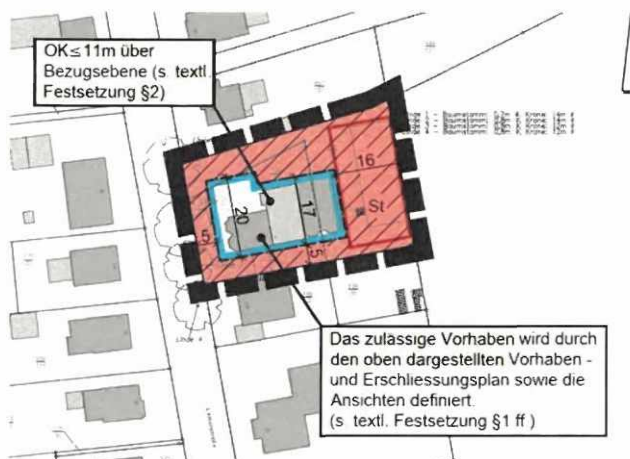 OK≤11m über
Bezugsebene (s. textl.
Festsetzung §2)
16
St
20
17
5
5
Das zulässige Vorhaben wird durch
den oben dargestellten Vorhaben -
und Erschliessungsplan sowie die
Ansichten definiert.
(s. textl. Festsetzung §1 ff )